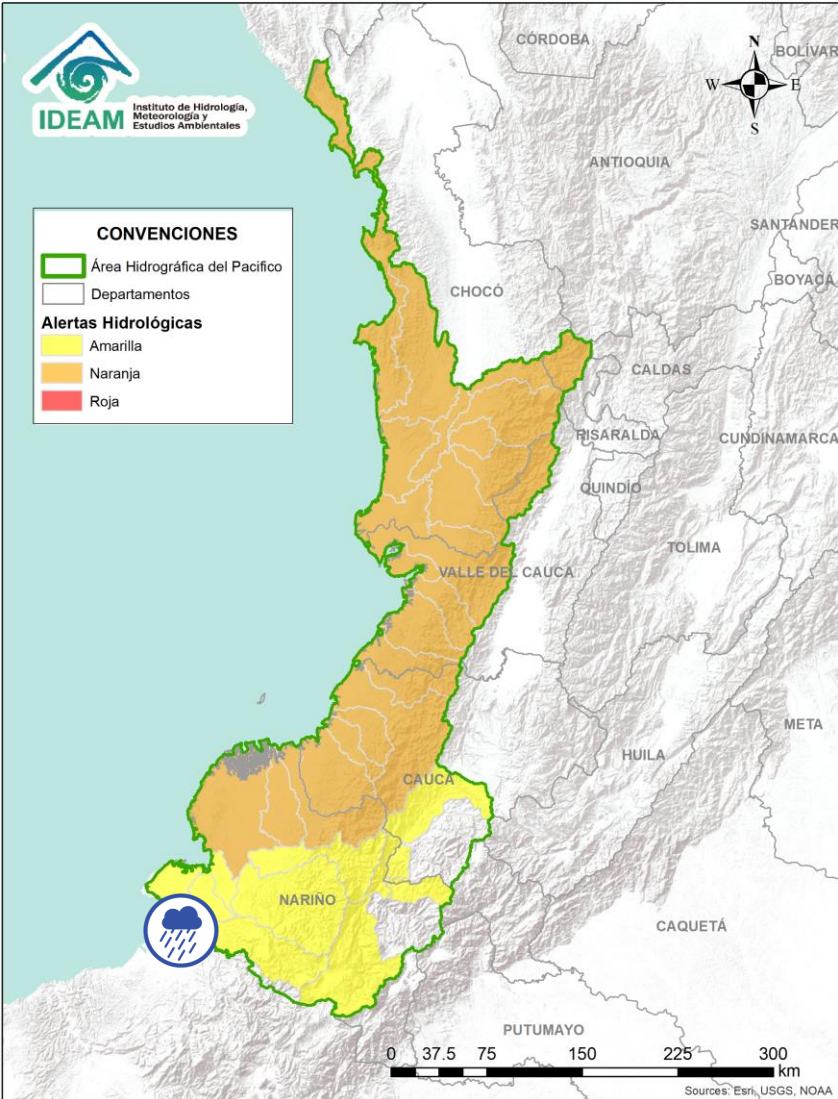 IDEAM
Instituto de Hidrología,
Meteorología y
Estudios Ambientales
CÓRDOBA
BOLÍVAR
N
W
E
S
ANTIOQUIA
SANTANDER
BOYACÁ
CONVENCIONES
Área Hidrográfica del Pacifico
Departamentos
Alertas Hidrológicas
Amarilla
Naranja
Roja
CHOCÓ
CALDAS
RISARALDA
CUNDINAMARCA
QUINDÍO
TOLIMA
VALLE DEL CAUCA
META
HUILA
CAUCA
NARIÑO
CAQUETÁ
PUTUMAYO
0 37.5 75 150 225 300
km
Sources: Esri, USGS, NOAA